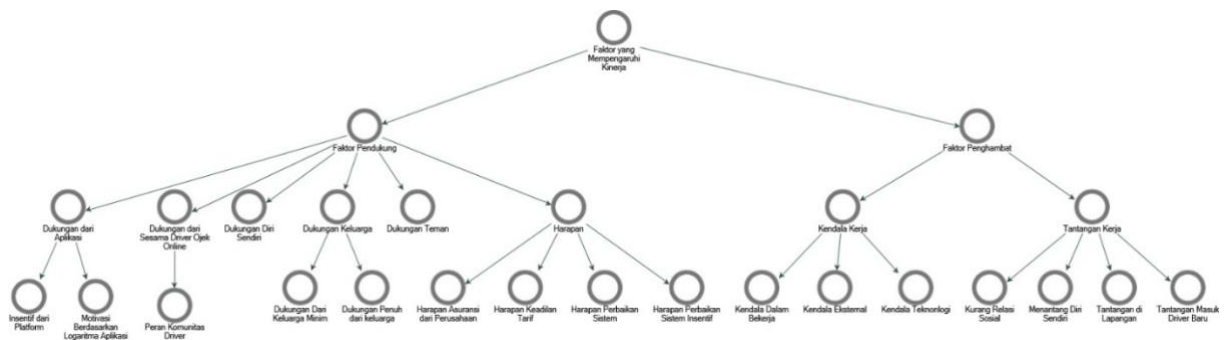 Faktor yang
Mempengaruhi
Kinerja
Faktor Pendukung
Faktor Penghambat
Dukungan dari
Aplikasi
Dukungan dari
Sesama Driver Ojek
Online
Dukungan Diri
Sendiri
Dukungan Keluarga
Dukungan Teman
Harapan
Kendala Kerja
Tantangan Kerja
Insentif dari
Platform
Motivasi
Berdasarkan
Logaritma Aplikasi
Peran Komunitas
Driver
Dukungan Dari
Keluarga Minim
Dukungan Penuh
dari keluarga
Harapan Asuransi
dari Perusahaan
Harapan Keadilan
Tarif
Harapan Perbaikan
Sistem
Harapan Perbaikan
Sistem Insentif
Kendala Dalam
Bekerja
Kendala Eksternal
Kendala Teknorlogi
Kurang Relasi
Sosial
Menantang Diri
Sendiri
Tantangan di
Lapangan
Tantangan Masuk
Driver Baru